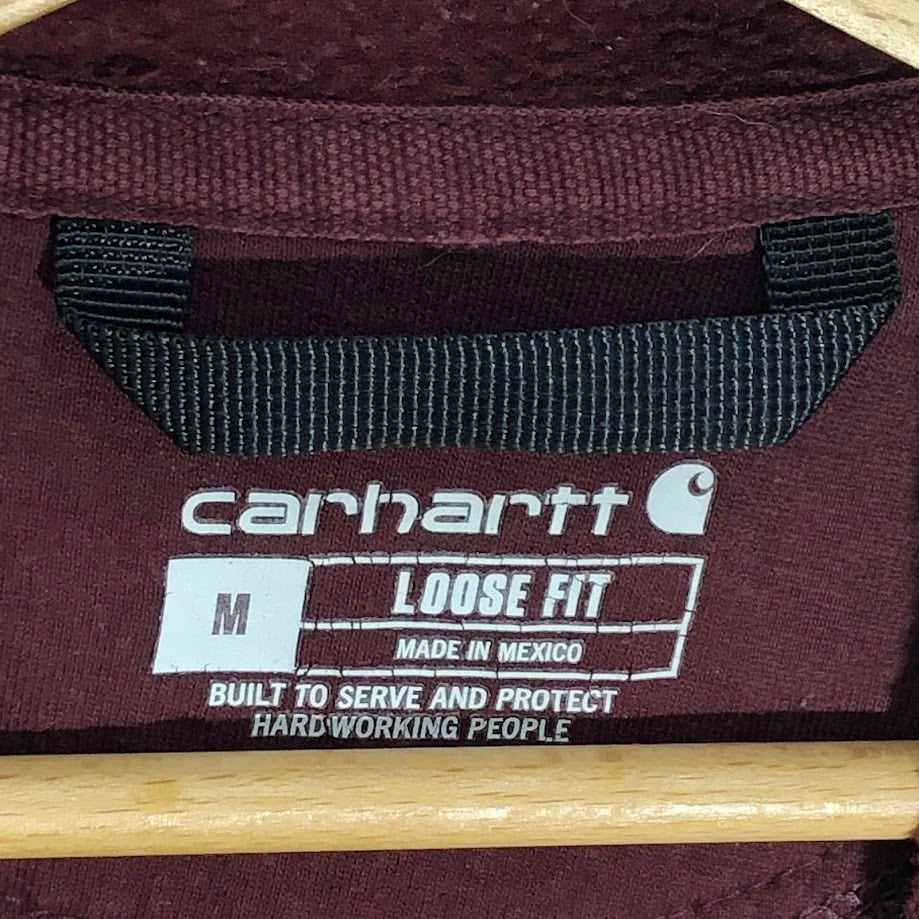 carhartt
M
LOOSE FIT
MADE IN MEXICO
BUILT TO SERVE AND PROTECT
HARDWORKING PEOPLE